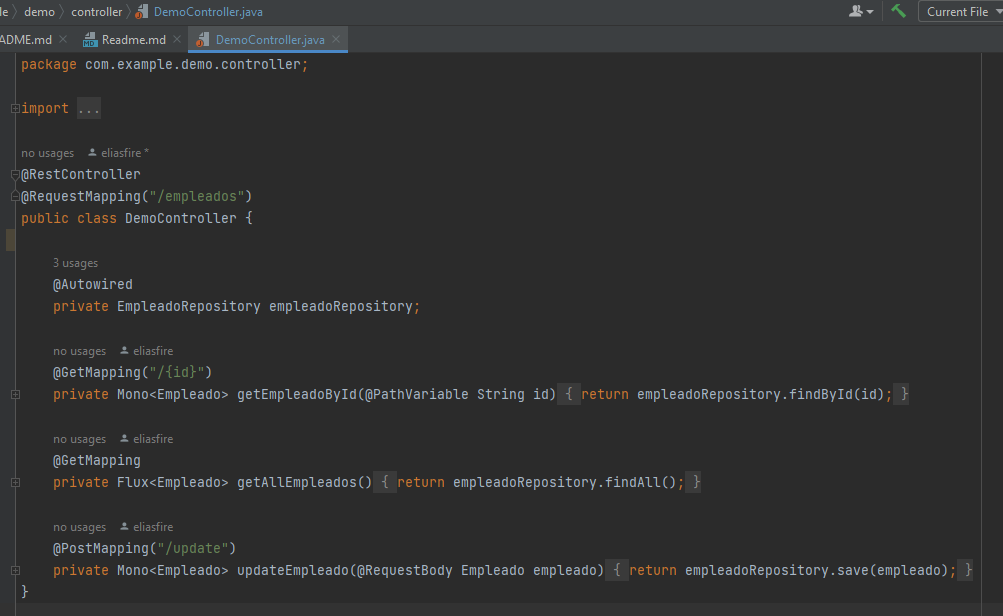 le demo controller DemoController.java Current File
ADME.md Readme.md DemoController.java
package com.example.demo.controller;
import ...
no usages eliasfire *
@RestController
@RequestMapping("/empleados")
public class DemoController {
3 usages
@Autowired
private EmpleadoRepository empleadoRepository;
no usages eliasfire
@GetMapping("/{id}")
private Mono<Empleado> getEmpleadoById(@PathVariable String id) { return empleadoRepository.findById(id); }
no usages eliasfire
@GetMapping
private Flux<Empleado> getAllEmpleados() { return empleadoRepository.findAll(); }
no usages eliasfire
@PostMapping("/update")
private Mono<Empleado> updateEmpleado(@RequestBody Empleado empleado) { return empleadoRepository.save(empleado); }
}